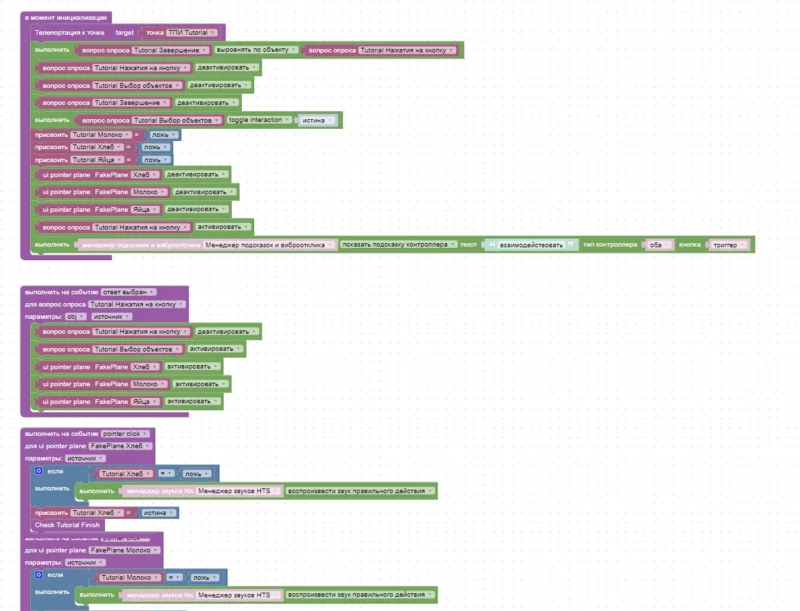 в момент инициализации
Телепортация к точке target точка ТПИ Tutorial
выполнить вопрос опроса Tutorial Завершение выровнять по объекту вопрос опроса Tutorial Нажатия на кнопку
вопрос опроса Tutorial Нажатия на кнопку деактивировать
вопрос опроса Tutorial Выбор объектов деактивировать
вопрос опроса Tutorial Завершение деактивировать
выполнить вопрос опроса Tutorial Выбор объектов toggle interaction истина
присвоить Tutorial Молоко = ложь
присвоить Tutorial Хлеб = ложь
присвоить Tutorial Яйца = ложь
ui pointer plane FakePlane Хлеб деактивировать
ui pointer plane FakePlane Молоко деактивировать
ui pointer plane FakePlane Яйца деактивировать
вопрос опроса Tutorial Нажатия на кнопку активировать
выполнить менеджер подсказок и виброотклика Менеджер подсказок и виброотклика показать подсказку контроллера текст взаимодействовать тип контроллера оба кнопка триггер
выполнить на событие ответ выбран
для вопрос опроса Tutorial Нажатия на кнопку
параметры: obj источник
вопрос опроса Tutorial Нажатия на кнопку деактивировать
вопрос опроса Tutorial Выбор объектов активировать
ui pointer plane FakePlane Хлеб активировать
ui pointer plane FakePlane Молоко активировать
ui pointer plane FakePlane Яйца активировать
выполнить на событие pointer click
для ui pointer plane FakePlane Хлеб
параметры: источник
если Tutorial Хлеб = ложь
выполнить выполнить менеджер звуков hts Менеджер звуков HTS воспроизвести звук правильного действия
присвоить Tutorial Хлеб = истина
Check Tutorial Finish
выполнить на событие pointer click
для ui pointer plane FakePlane Молоко
параметры: источник
если Tutorial Молоко = ложь
выполнить выполнить менеджер звуков hts Менеджер звуков HTS воспроизвести звук правильного действия